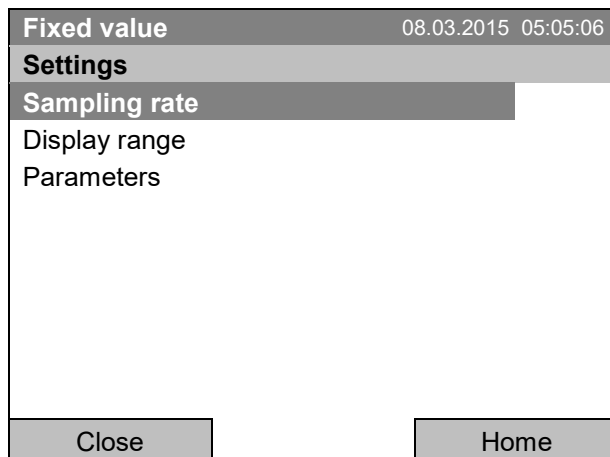 Fixed value 08.03.2015 05:05:06
Settings
Sampling rate
Display range
Parameters
Close Home